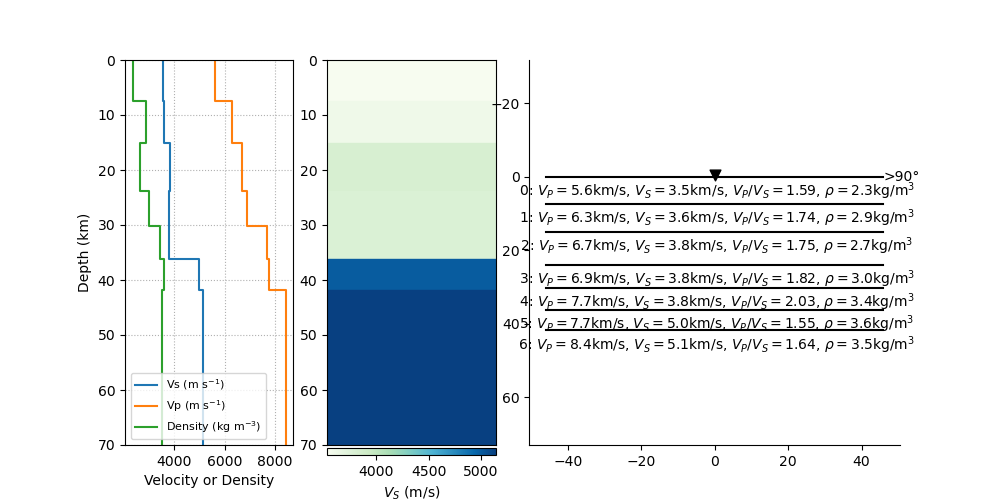 0
10
20
30
40
50
60
70
Depth (km)
4000 6000 8000
Velocity or Density
Vs (m s⁻¹)
Vp (m s⁻¹)
Density (kg m⁻³)
0
10
20
30
40
50
60
70
4000 4500 5000
V_S (m/s)
−20
0
20
40
60
−40 −20 0 20 40
>90°
0: V_P = 5.6km/s, V_S = 3.5km/s, V_P/V_S = 1.59, ρ = 2.3kg/m³
1: V_P = 6.3km/s, V_S = 3.6km/s, V_P/V_S = 1.74, ρ = 2.9kg/m³
2: V_P = 6.7km/s, V_S = 3.8km/s, V_P/V_S = 1.75, ρ = 2.7kg/m³
3: V_P = 6.9km/s, V_S = 3.8km/s, V_P/V_S = 1.82, ρ = 3.0kg/m³
4: V_P = 7.7km/s, V_S = 3.8km/s, V_P/V_S = 2.03, ρ = 3.4kg/m³
5: V_P = 7.7km/s, V_S = 5.0km/s, V_P/V_S = 1.55, ρ = 3.6kg/m³
6: V_P = 8.4km/s, V_S = 5.1km/s, V_P/V_S = 1.64, ρ = 3.5kg/m³